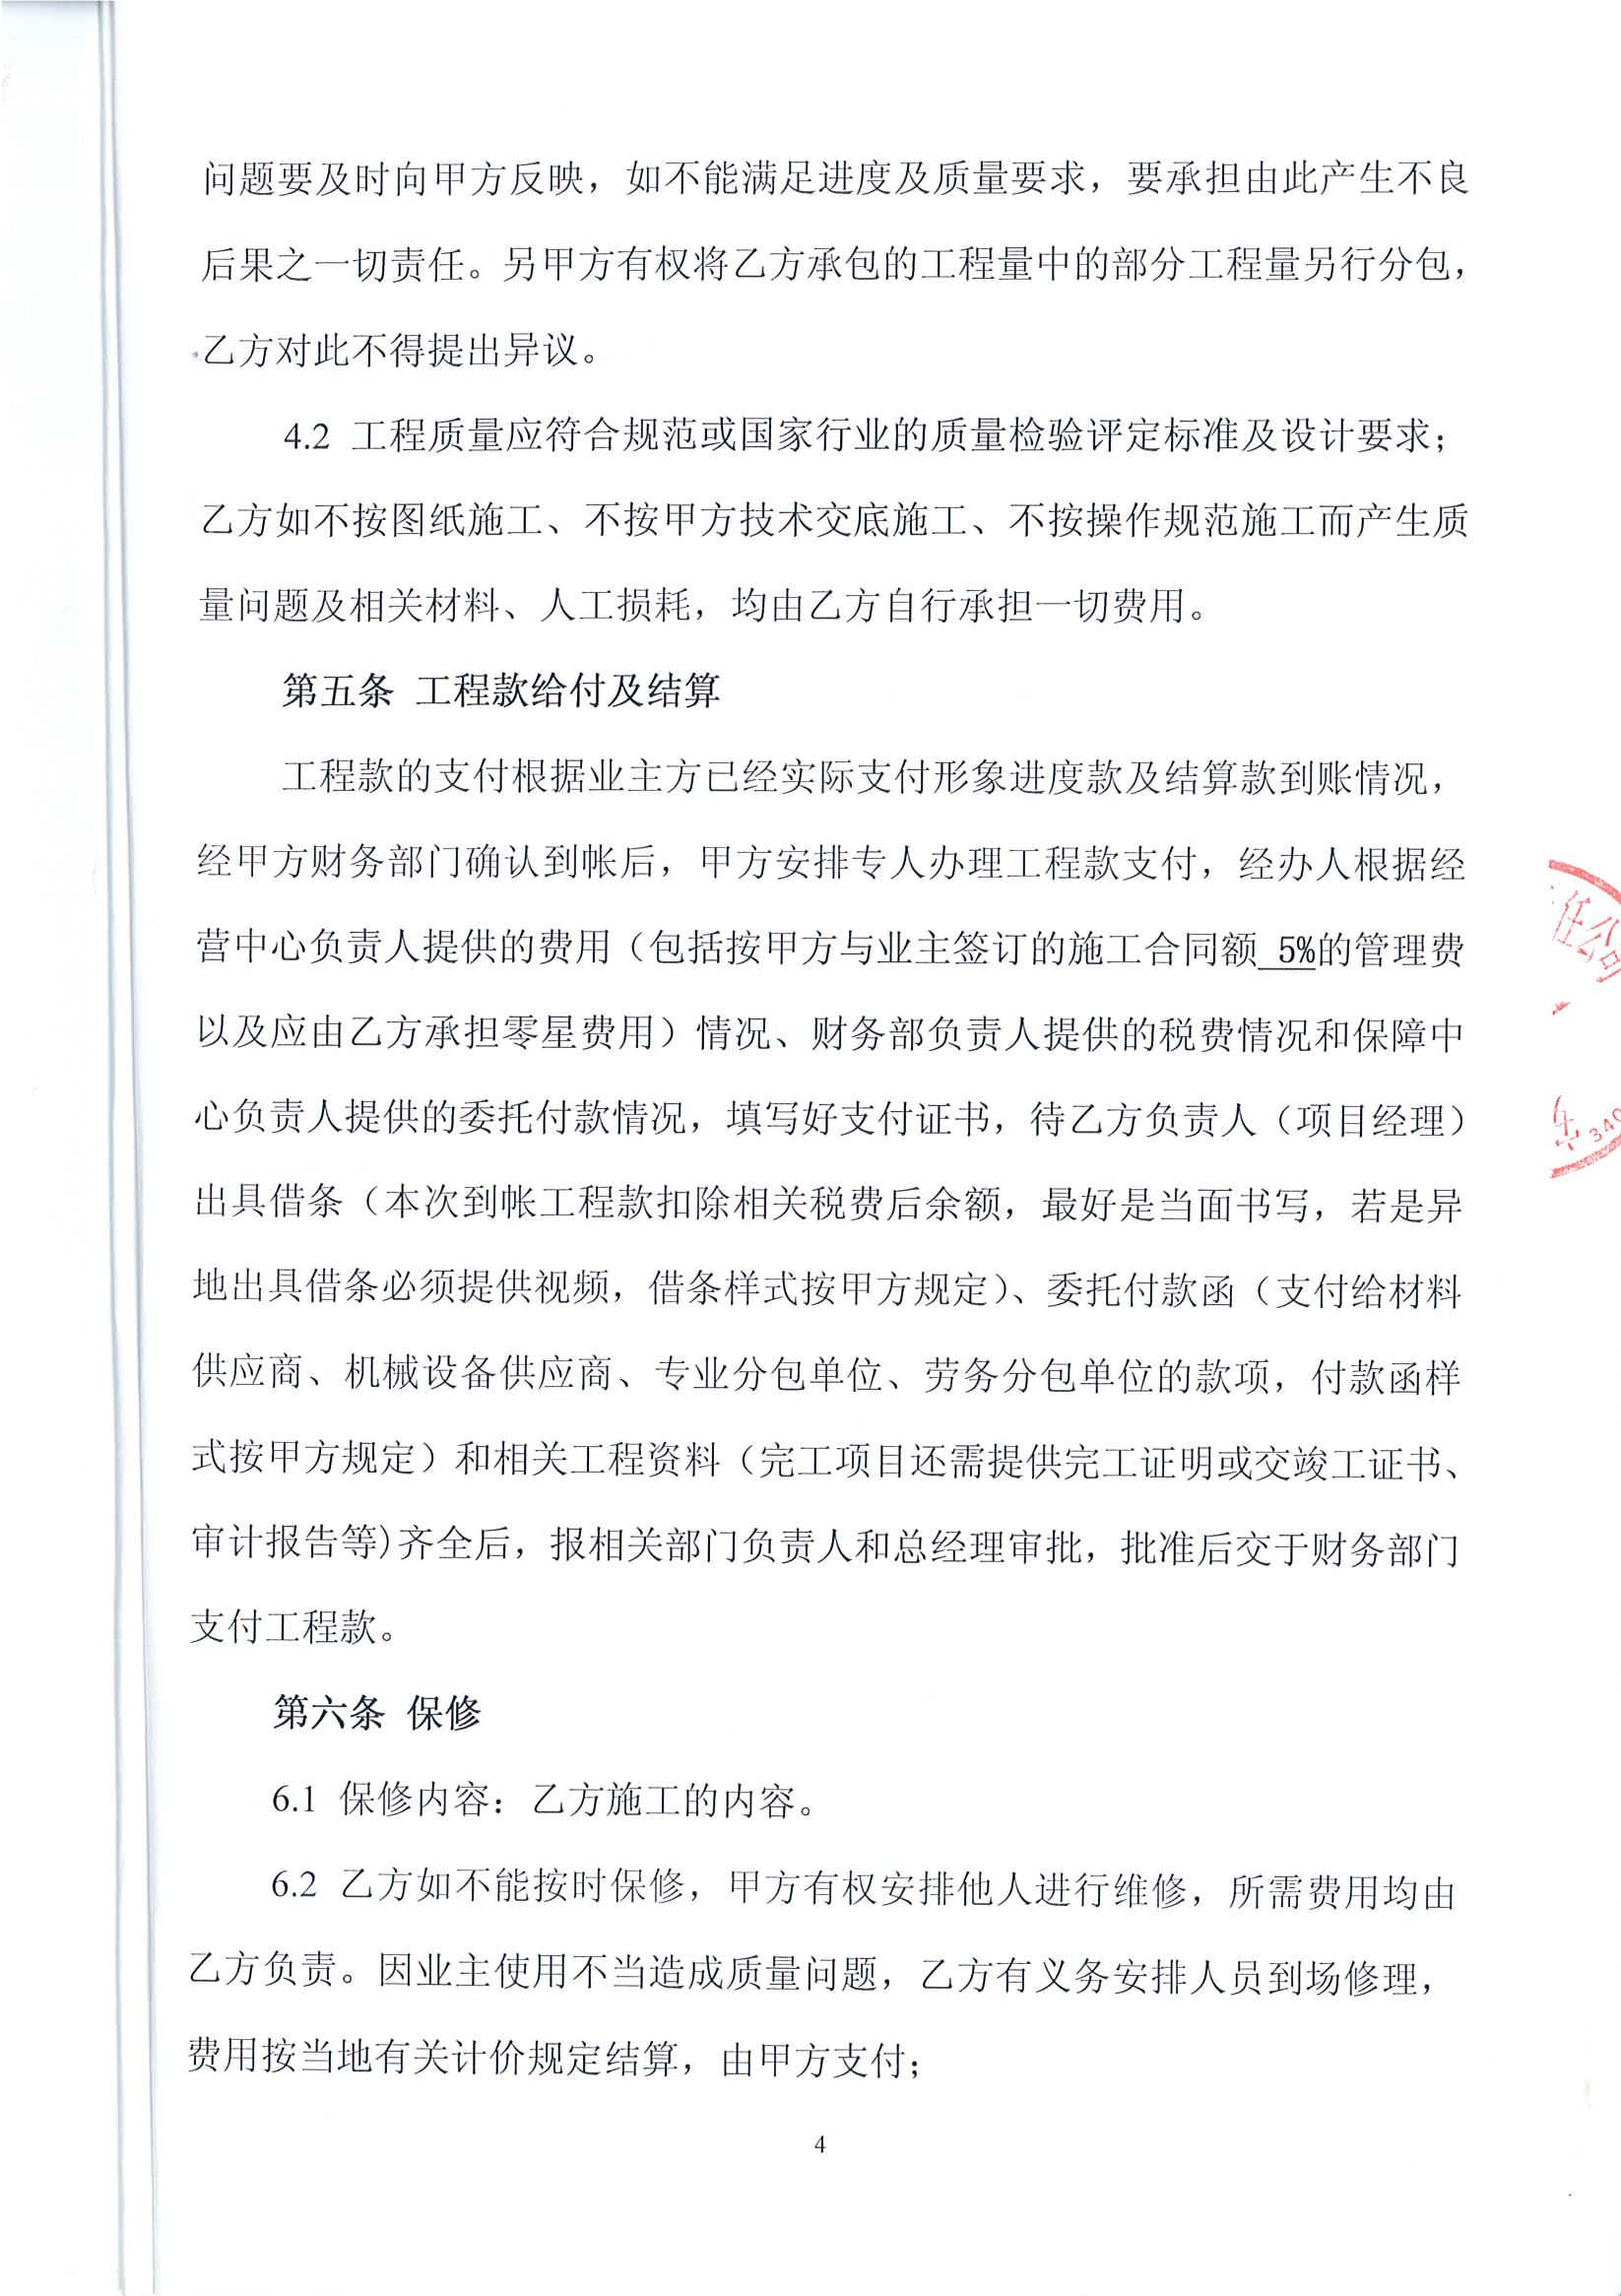 问题要及时向甲方反映，如不能满足进度及质量要求，要承担由此产生不良
后果之一切责任。另甲方有权将乙方承包的工程量中的部分工程量另行分包，
乙方对此不得提出异议。
4.2 工程质量应符合规范或国家行业的质量检验评定标准及设计要求；
乙方如不按图纸施工、不按甲方技术交底施工、不按操作规范施工而产生质
量问题及相关材料、人工损耗，均由乙方自行承担一切费用。
第五条 工程款给付及结算
工程款的支付根据业主方已经实际支付形象进度款及结算款到账情况，
经甲方财务部门确认到帐后，甲方安排专人办理工程款支付，经办人根据经
营中心负责人提供的费用（包括按甲方与业主签订的施工合同额 5%的管理费
以及应由乙方承担零星费用）情况、财务部负责人提供的税费情况和保障中
心负责人提供的委托付款情况，填写好支付证书，待乙方负责人（项目经理）
出具借条（本次到帐工程款扣除相关税费后余额，最好是当面书写，若是异
地出具借条必须提供视频，借条样式按甲方规定）、委托付款函（支付给材料
供应商、机械设备供应商、专业分包单位、劳务分包单位的款项，付款函样
式按甲方规定）和相关工程资料（完工项目还需提供完工证明或交竣工证书、
审计报告等)齐全后，报相关部门负责人和总经理审批，批准后交于财务部门
支付工程款。
第六条 保修
6.1 保修内容：乙方施工的内容。
6.2 乙方如不能按时保修，甲方有权安排他人进行维修，所需费用均由
乙方负责。因业主使用不当造成质量问题，乙方有义务安排人员到场修理，
费用按当地有关计价规定结算，由甲方支付；
4
任公司
340